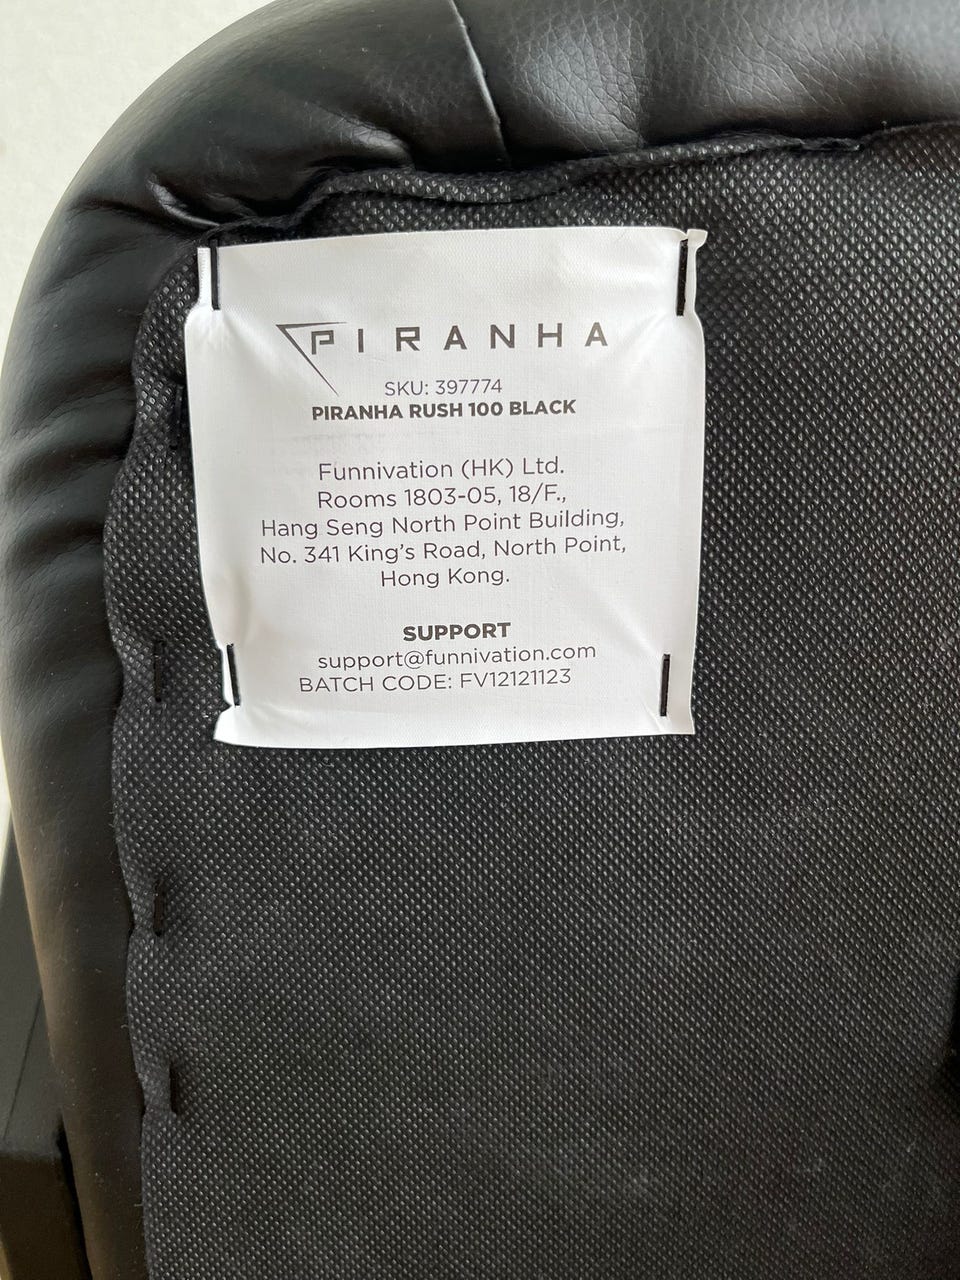 PIRANHA
SKU: 397774
PIRANHA RUSH 100 BLACK
Funnivation (HK) Ltd.
Rooms 1803-05, 18/F.,
Hang Seng North Point Building,
No. 341 King's Road, North Point,
Hong Kong.
SUPPORT
support@funnivation.com
BATCH CODE: FV12121123